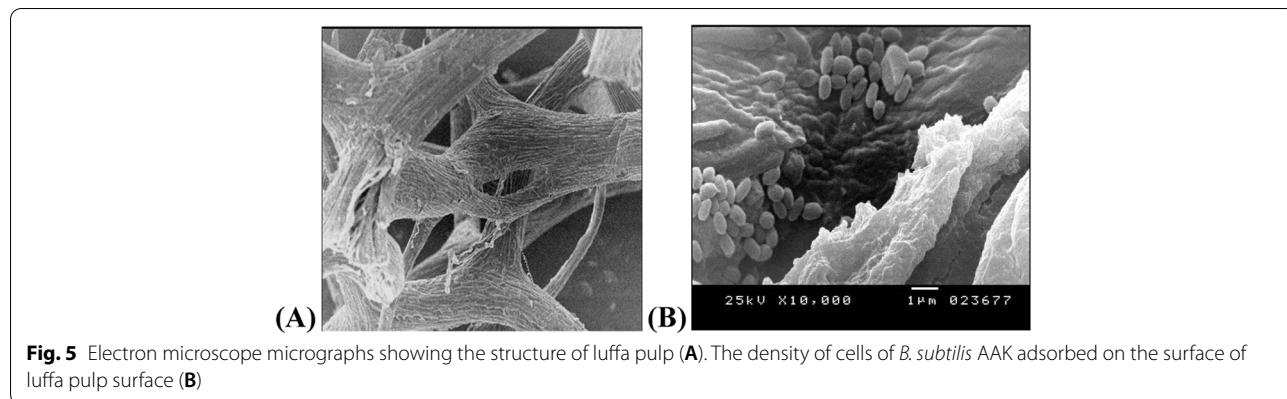 (A)
(B)
25kV X10,000 1µm 023677
Fig. 5 Electron microscope micrographs showing the structure of luffa pulp (A). The density of cells of B. subtilis AAK adsorbed on the surface of
luffa pulp surface (B)